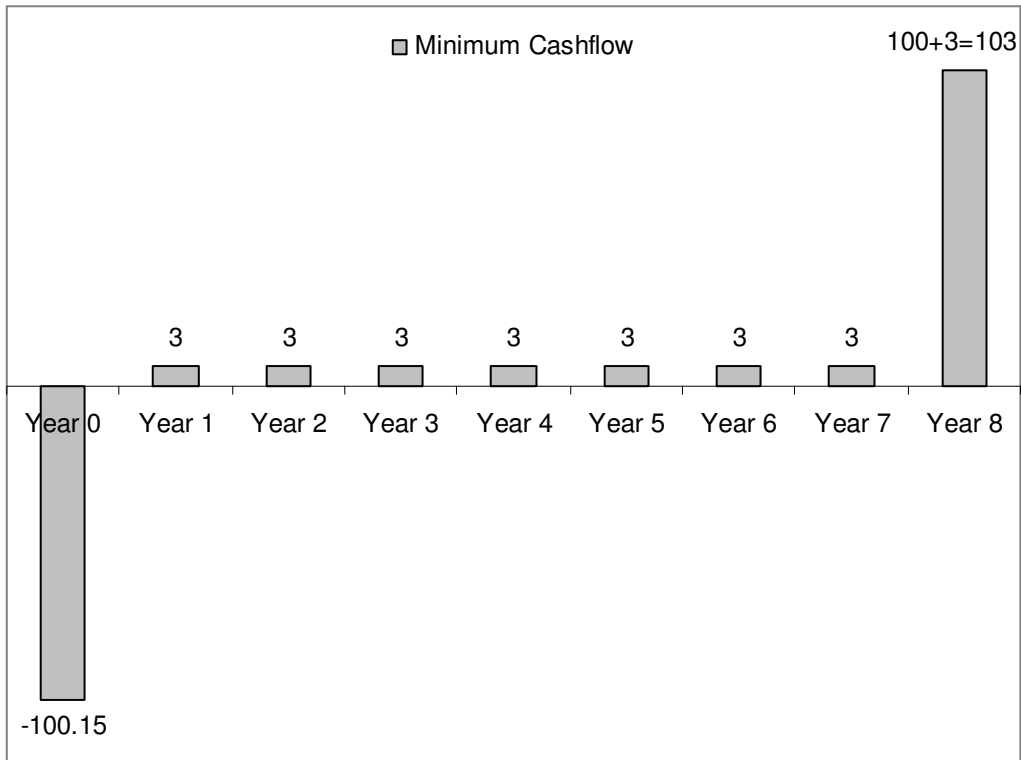 Minimum Cashflow
100+3=103
3 3 3 3 3 3 3
Year 0 Year 1 Year 2 Year 3 Year 4 Year 5 Year 6 Year 7 Year 8
-100.15